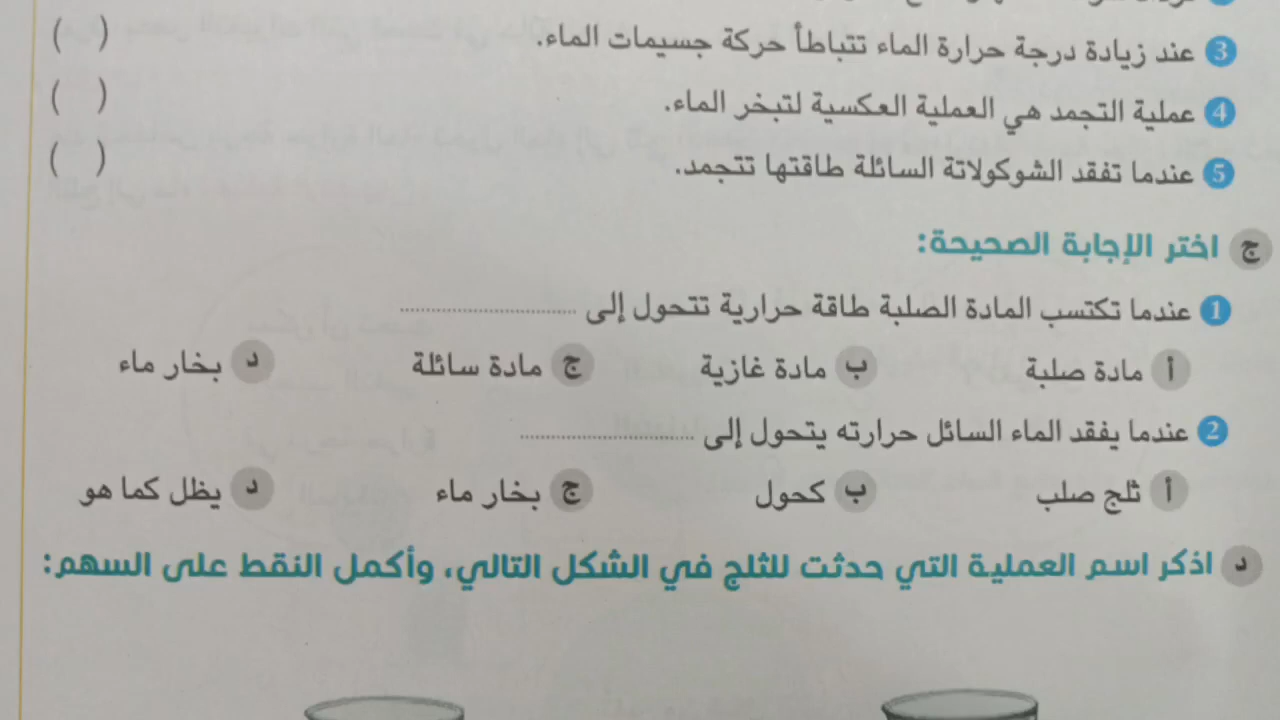 3 عند زيادة درجة حرارة الماء تتباطأ حركة جسيمات الماء. ( )
4 عملية التجمد هي العملية العكسية لتبخر الماء. ( )
5 عندما تفقد الشوكولاتة السائلة طاقتها تتجمد. ( )
ج اختر الإجابة الصحيحة:
1 عندما تكتسب المادة الصلبة طاقة حرارية تتحول إلى ..............................
أ مادة صلبة ب مادة غازية ج مادة سائلة د بخار ماء
2 عندما يفقد الماء السائل حرارته يتحول إلى ..............................
أ ثلج صلب ب كحول ج بخار ماء د يظل كما هو
د اذكر اسم العملية التي حدثت للثلج في الشكل التالي، وأكمل النقط على السهم: